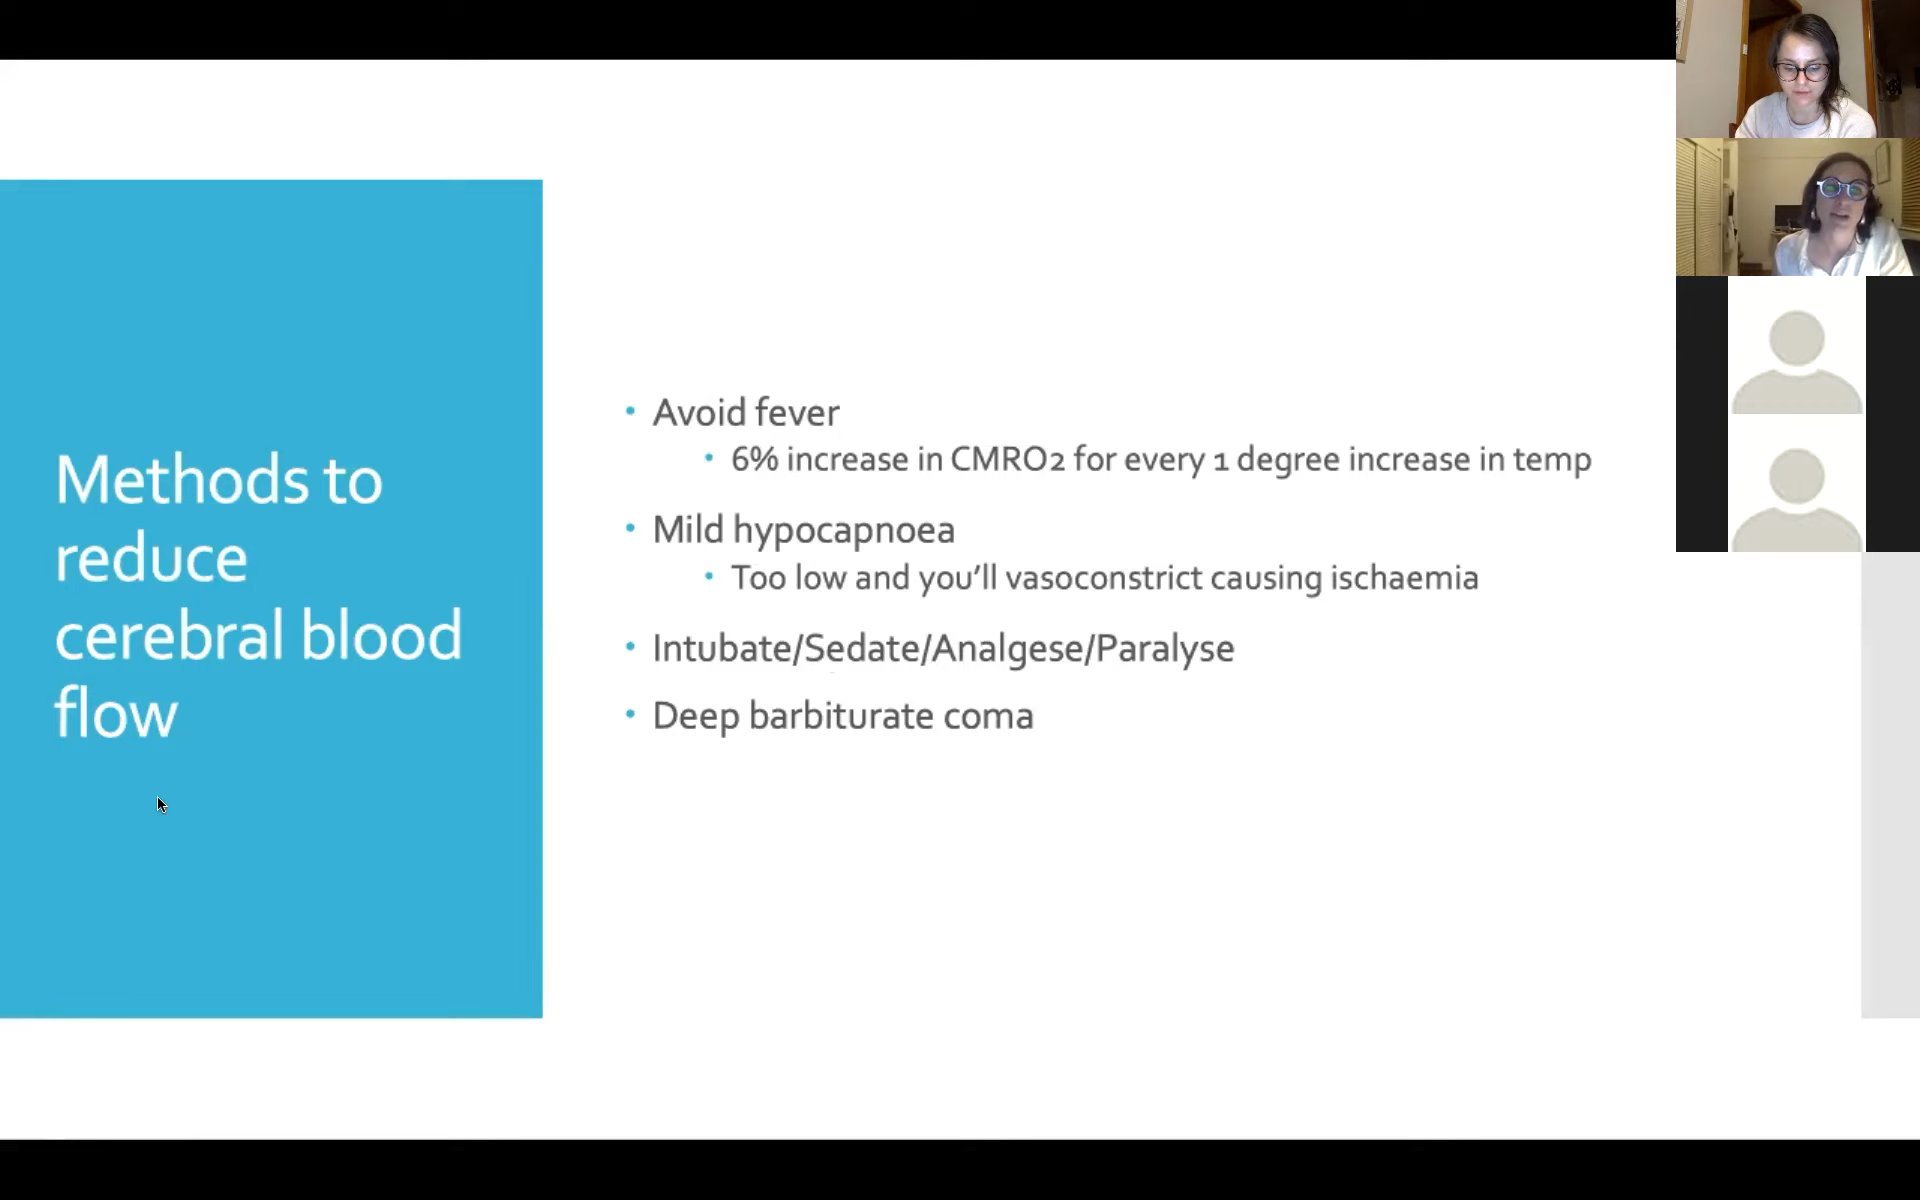 Methods to
reduce
cerebral blood
flow
• Avoid fever
• 6% increase in CMRO2 for every 1 degree increase in temp
• Mild hypocapnoea
• Too low and you'll vasoconstrict causing ischaemia
• Intubate/Sedate/Analgese/Paralyse
• Deep barbiturate coma